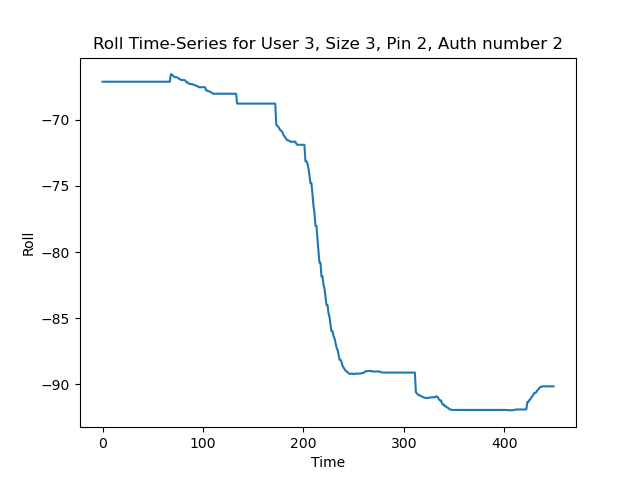 Roll Time-Series for User 3, Size 3, Pin 2, Auth number 2
−70
−75
−80
−85
−90
Roll
0 100 200 300 400
Time